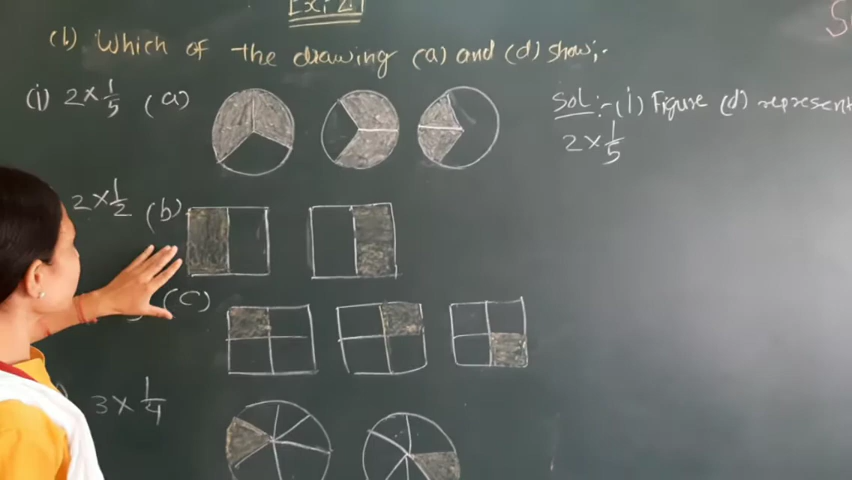 Ex: 2.1
(b) Which of the drawing (a) and (d) show;-
(i) 2 × 1/5 (a)
Sol:- (i) Figure (d) represent
2 × 1/5
2 × 1/2 (b)
(c)
3 × 1/4